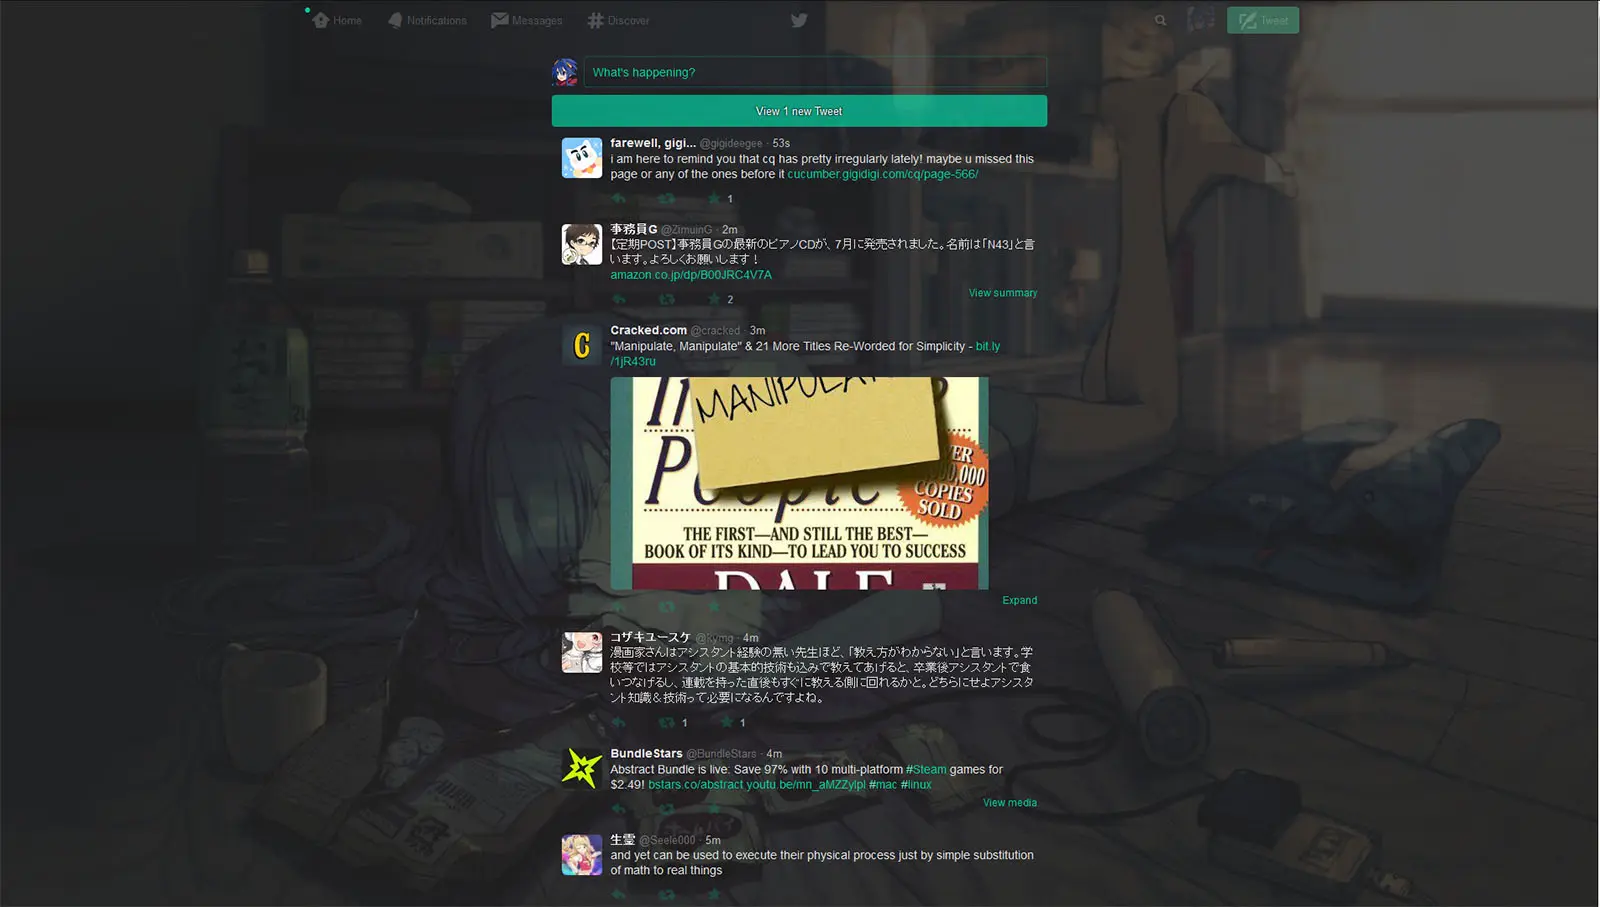 Home
Notifications
Messages
Discover
Tweet
What's happening?
View 1 new Tweet
farewell, gigi... @gigideegee · 53s
i am here to remind you that cq has pretty irregularly lately! maybe u missed this
page or any of the ones before it cucumber.gigidigi.com/cq/page-566/
1
事務員G @ZimuinG · 2m
【定期POST】事務員Gの最新のピアノCDが、7月に発売されました。名前は「N43」と言
います。よろしくお願いします！
amazon.co.jp/dp/B00JRC4V7A
View summary
2
Cracked.com @cracked · 3m
"Manipulate, Manipulate" & 21 More Titles Re-Worded for Simplicity - bit.ly
/1jR43ru
COPIES
SOLD
THE FIRST—AND STILL THE BEST—
BOOK OF ITS KIND—TO LEAD YOU TO SUCCESS
DALE
Expand
コザキユースケ @kymg · 4m
漫画家さんはアシスタント経験の無い先生ほど、「教え方がわからない」と言います。学
校等ではアシスタントの基本的技術も込みで教えてあげると、卒業後アシスタントで食
いつなげるし、連載を持った直後もすぐに教える側に回れるかと。どちらにせよアシスタ
ント知識＆技術って必要になるんですよね。
1 1
BundleStars @BundleStars · 4m
Abstract Bundle is live: Save 97% with 10 multi-platform #Steam games for
$2.49! bstars.co/abstract youtu.be/mn_aMZZylpI #mac #linux
View media
生霊 @Seele000 · 5m
and yet can be used to execute their physical process just by simple substitution
of math to real things